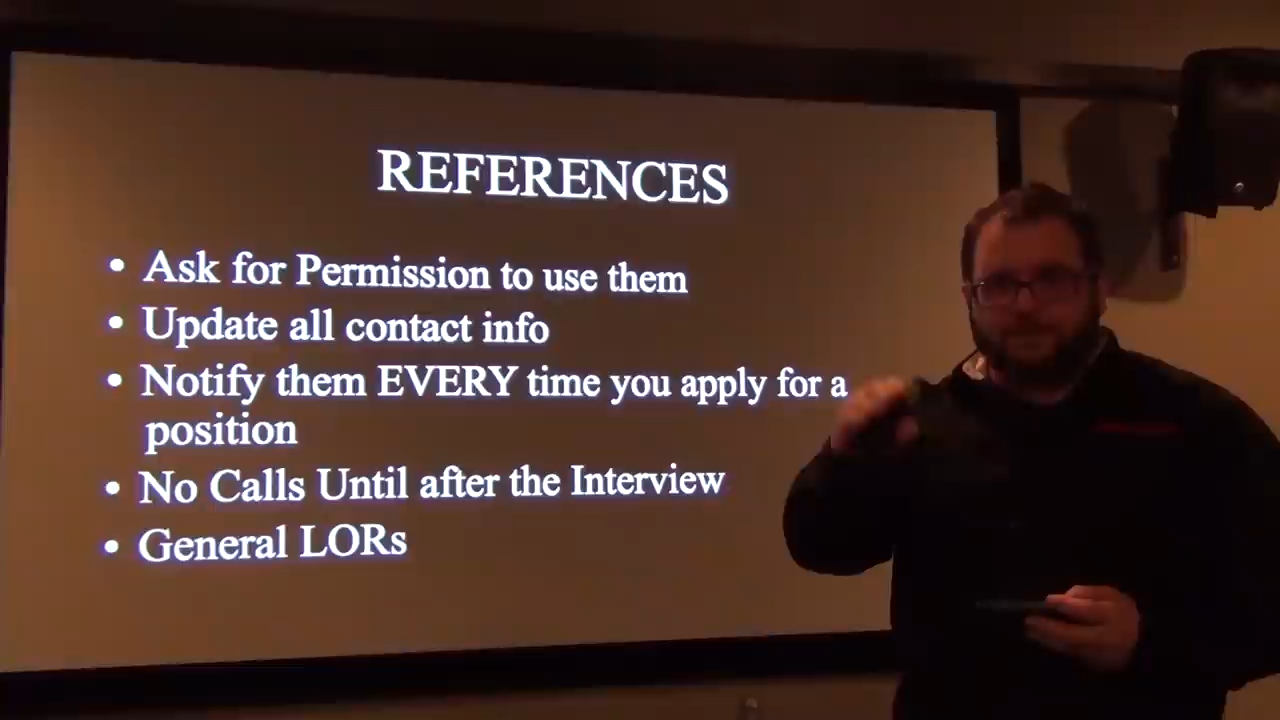 REFERENCES
• Ask for Permission to use them
• Update all contact info
• Notify them EVERY time you apply for a
position
• No Calls Until after the Interview
• General LORs